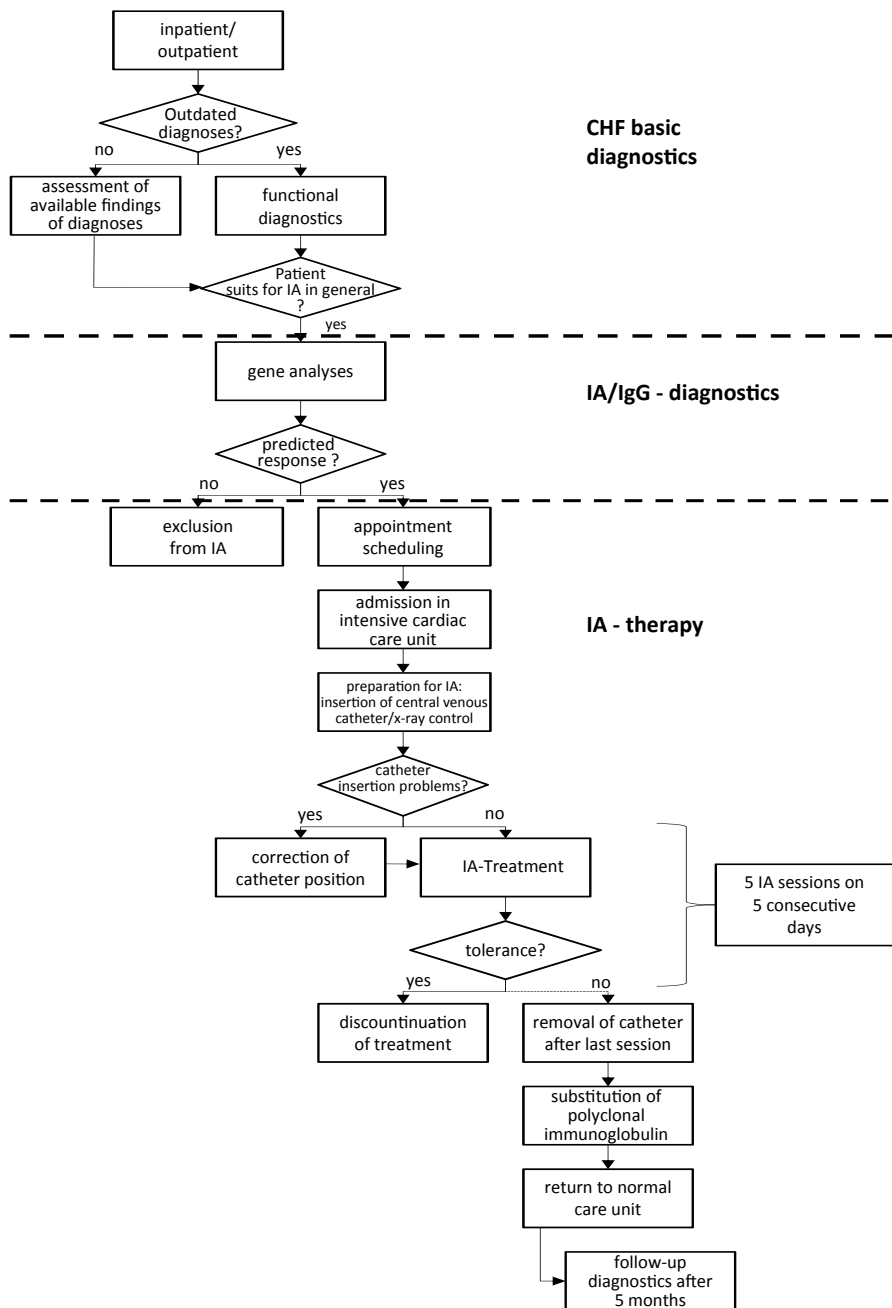 inpatient/
outpatient
Outdated
diagnoses?
CHF basic
diagnostics
no
yes
assessment of
available findings
of diagnoses
functional
diagnostics
Patient
suits for IA in general
?
yes
gene analyses
IA/IgG - diagnostics
predicted
response ?
no
yes
exclusion
from IA
appointment
scheduling
admission in
intensive cardiac
care unit
IA - therapy
preparation for IA:
insertion of central venous
catheter/x-ray control
catheter
insertion problems?
yes
no
correction of
catheter position
IA-Treatment
5 IA sessions on
5 consecutive
days
tolerance?
yes
no
discountinuation
of treatment
removal of catheter
after last session
substitution of
polyclonal
immunoglobulin
return to normal
care unit
follow-up
diagnostics after
5 months